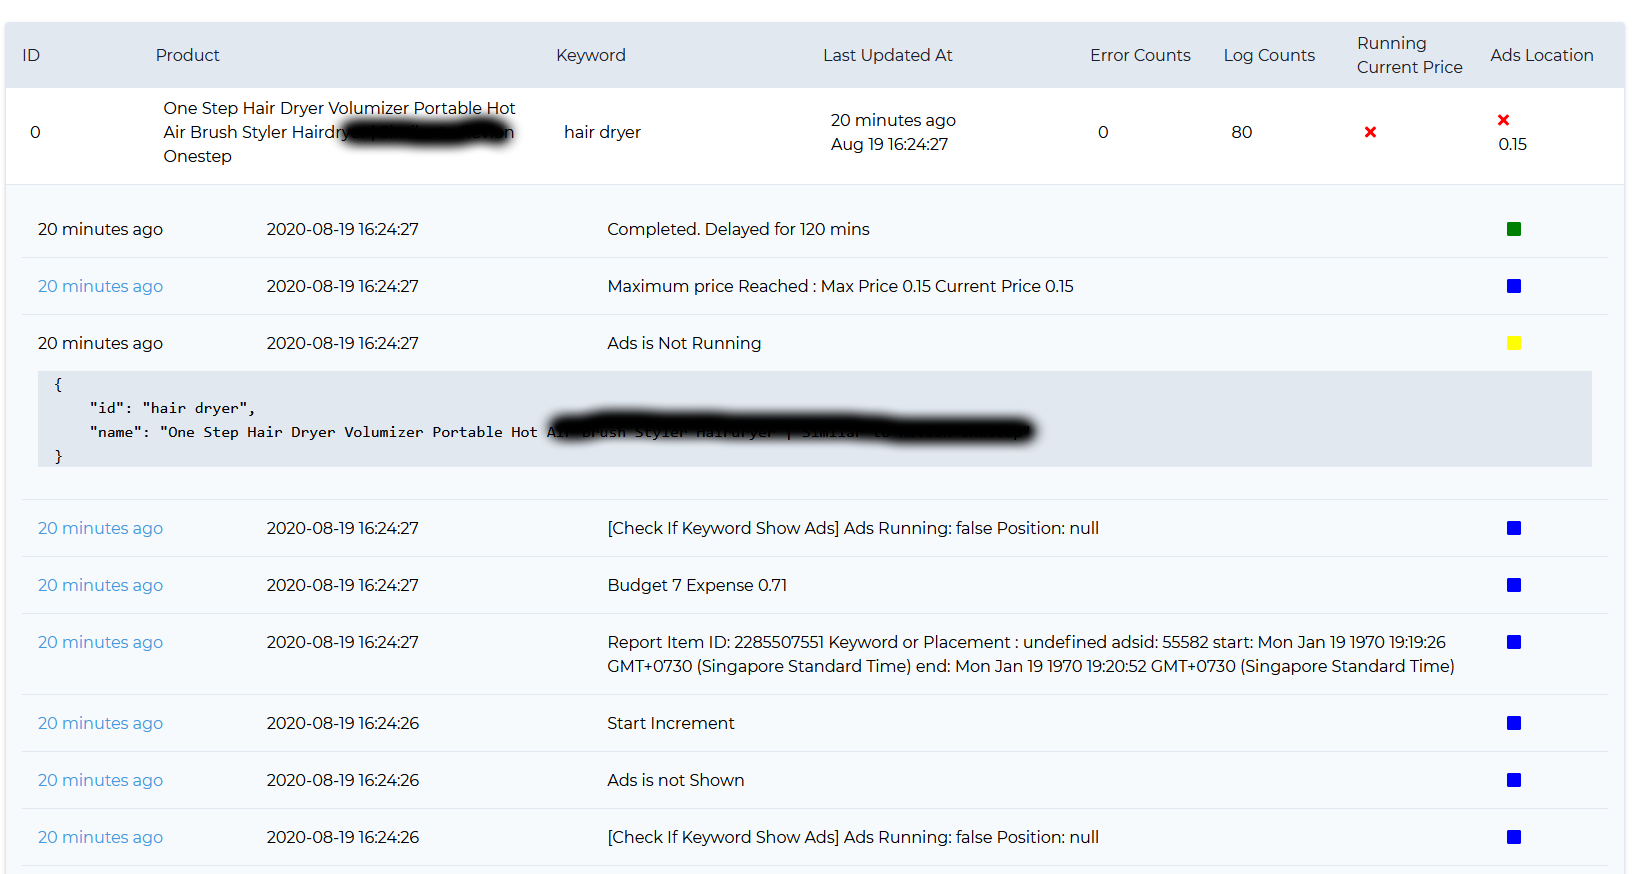 ID Product Keyword Last Updated At Error Counts Log Counts Running Current Price Ads Location
0 One Step Hair Dryer Volumizer Portable Hot hair dryer 20 minutes ago 0 80 0.15
Air Brush Styler Aug 19 16:24:27
Onestep
20 minutes ago 2020-08-19 16:24:27 Completed. Delayed for 120 mins
20 minutes ago 2020-08-19 16:24:27 Maximum price Reached : Max Price 0.15 Current Price 0.15
20 minutes ago 2020-08-19 16:24:27 Ads is Not Running
{
"id": "hair dryer",
"name": "One Step Hair Dryer Volumizer Portable Hot
}
20 minutes ago 2020-08-19 16:24:27 [Check If Keyword Show Ads] Ads Running: false Position: null
20 minutes ago 2020-08-19 16:24:27 Budget 7 Expense 0.71
20 minutes ago 2020-08-19 16:24:27 Report Item ID: 2285507551 Keyword or Placement : undefined adsid: 55582 start: Mon Jan 19 1970 19:19:26
GMT+0730 (Singapore Standard Time) end: Mon Jan 19 1970 19:20:52 GMT+0730 (Singapore Standard Time)
20 minutes ago 2020-08-19 16:24:26 Start Increment
20 minutes ago 2020-08-19 16:24:26 Ads is not Shown
20 minutes ago 2020-08-19 16:24:26 [Check If Keyword Show Ads] Ads Running: false Position: null